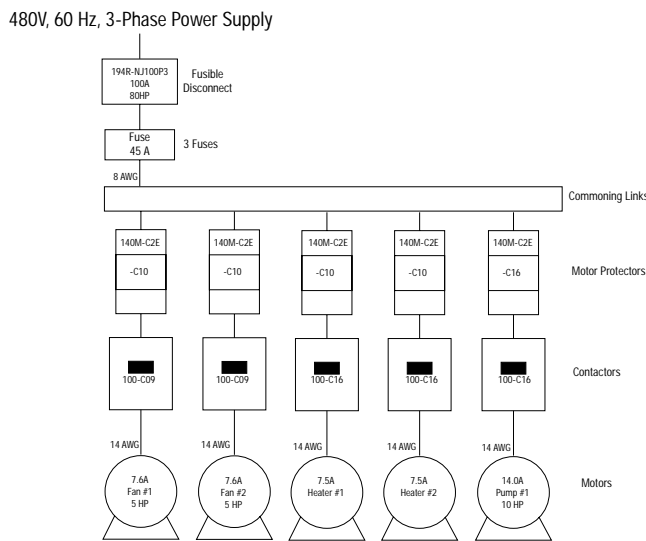 480V, 60 Hz, 3-Phase Power Supply
194R-NJ100P3
100A
80HP
Fusible
Disconnect
Fuse
45 A
3 Fuses
8 AWG
Commoning Links
140M-C2E
140M-C2E
140M-C2E
140M-C2E
140M-C2E
-C10
-C10
-C10
-C10
-C16
Motor Protectors
100-C09
100-C09
100-C16
100-C16
100-C16
Contactors
14 AWG
14 AWG
14 AWG
14 AWG
14 AWG
7.6A
Fan #1
5 HP
7.6A
Fan #2
5 HP
7.5A
Heater #1
7.5A
Heater #2
14.0A
Pump #1
10 HP
Motors